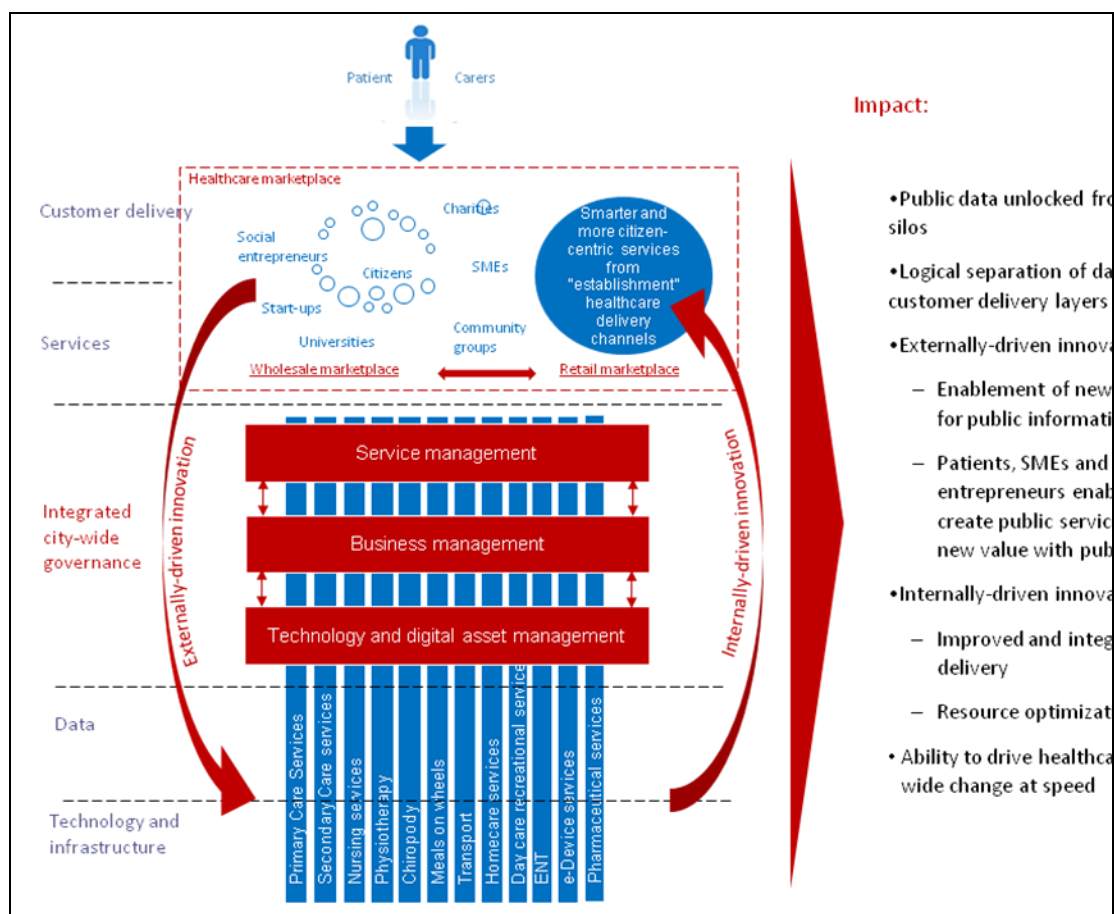 Patient
Carers
Impact:
Healthcare marketplace
Customer delivery
Services
Integrated
city-wide
governance
Data
Technology and
infrastructure
Social
entrepreneurs
Charities
Citizens
SMEs
Start-ups
Universities
Community
groups
Wholesale marketplace
Retail marketplace
Smarter and
more citizen-
centric services
from
"establishment"
healthcare
delivery
channels
Externally-driven innovation
Internally-driven innovation
Service management
Business management
Technology and digital asset management
Primary Care Services
Secondary Care services
Nursing services
Physiotherapy
Chiropody
Meals on wheels
Transport
Homecare services
Day care recreational service
ENT
e-Device services
Pharmaceutical services
•Public data unlocked fro
silos
•Logical separation of da
customer delivery layers
•Externally-driven innova
– Enablement of new
for public informati
– Patients, SMEs and
entrepreneurs enab
create public servic
new value with pub
•Internally-driven innova
– Improved and integ
delivery
– Resource optimizat
• Ability to drive healthca
wide change at speed